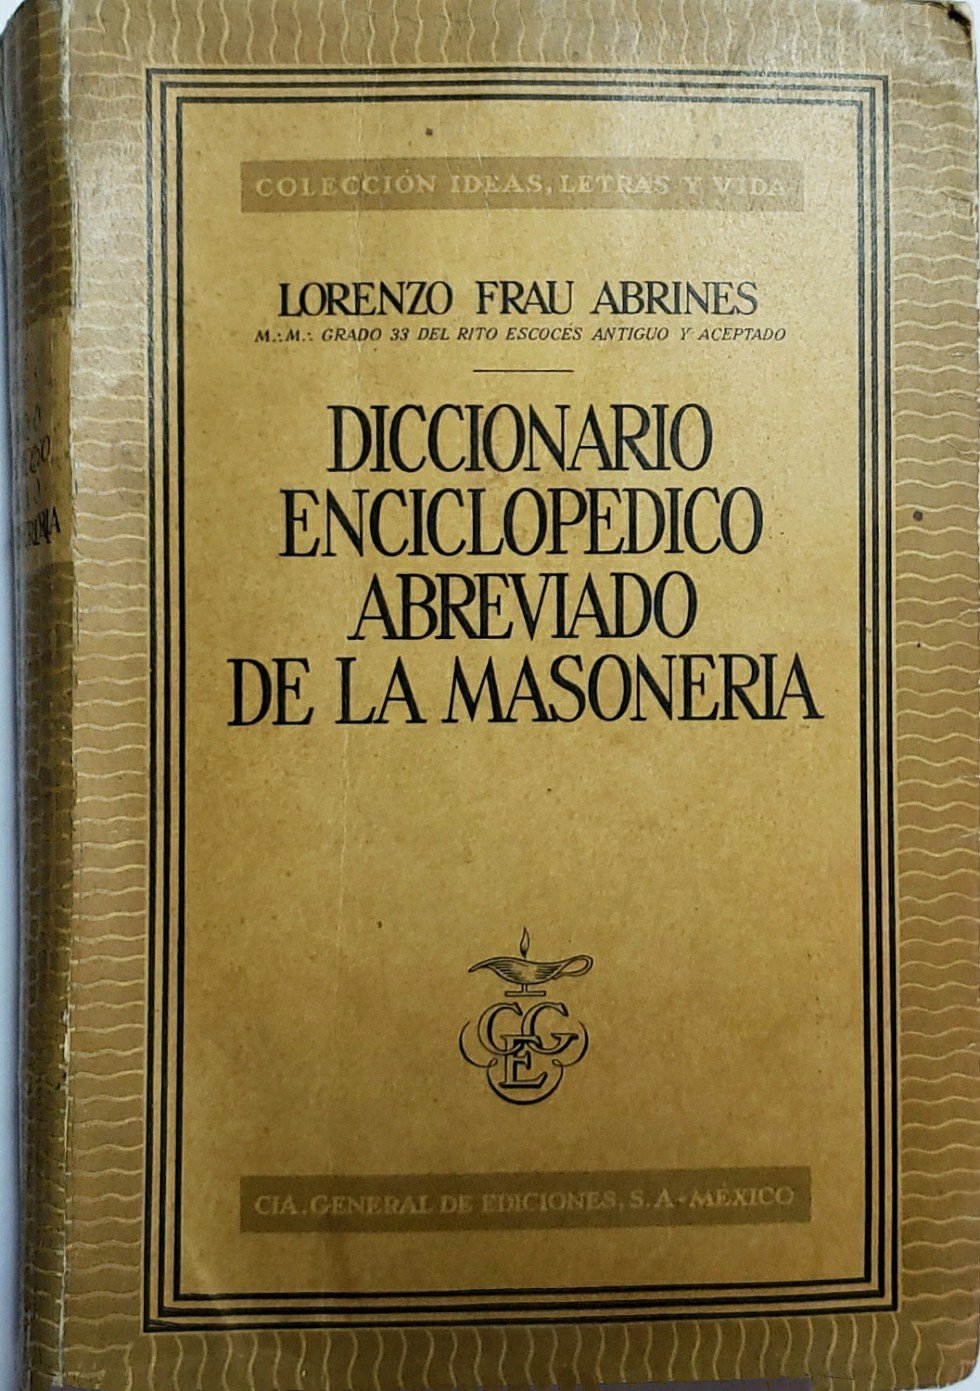 COLECCIÓN IDEAS, LETRAS Y VIDA
LORENZO FRAU ABRINES
M∴M∴ GRADO 33 DEL RITO ESCOCÉS ANTIGUO Y ACEPTADO
DICCIONARIO
ENCICLOPEDICO
ABREVIADO
DE LA MASONERIA
CGE
CIA. GENERAL DE EDICIONES, S. A-MÉXICO